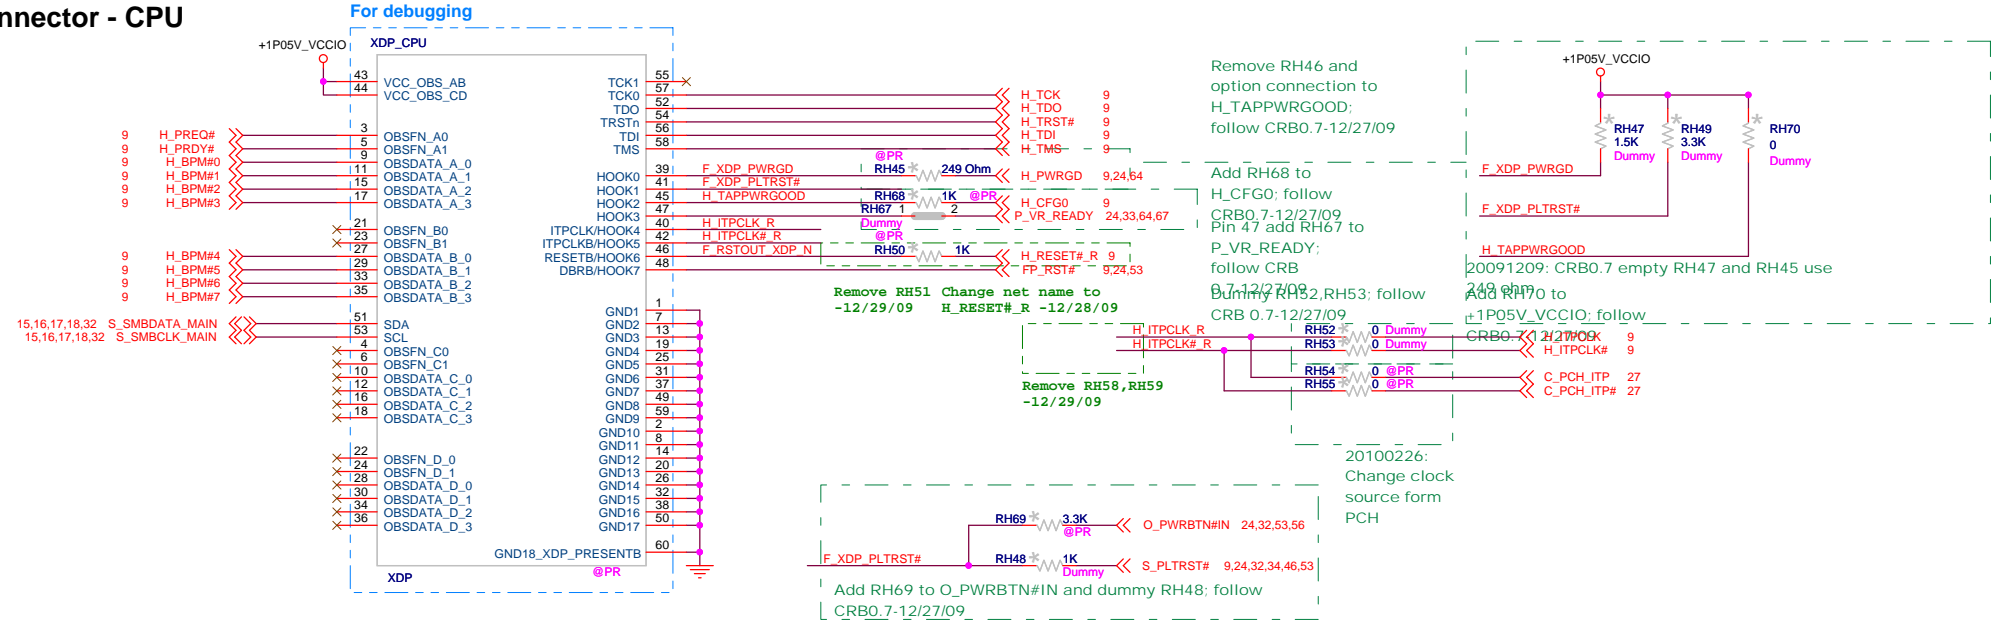 nnector - CPU
For debugging
+1P05V_VCCIO
XDP_CPU
43 VCC_OBS_AB
44 VCC_OBS_CD
9 H_PREQ# 3 OBSFN_A0
9 H_PRDY# 5 OBSFN_A1
9 H_BPM#0 9 OBSDATA_A_0
9 H_BPM#1 11 OBSDATA_A_1
9 H_BPM#2 15 OBSDATA_A_2
9 H_BPM#3 17 OBSDATA_A_3
21 OBSFN_B0
23 OBSFN_B1
9 H_BPM#4 27 OBSDATA_B_0
9 H_BPM#5 29 OBSDATA_B_1
9 H_BPM#6 33 OBSDATA_B_2
9 H_BPM#7 35 OBSDATA_B_3
15,16,17,18,32 S_SMBDATA_MAIN 51 SDA
15,16,17,18,32 S_SMBCLK_MAIN 53 SCL
4 OBSFN_C0
6 OBSFN_C1
10 OBSDATA_C_0
12 OBSDATA_C_1
16 OBSDATA_C_2
18 OBSDATA_C_3
22 OBSFN_D_0
24 OBSFN_D_1
28 OBSDATA_D_0
30 OBSDATA_D_1
34 OBSDATA_D_2
36 OBSDATA_D_3
XDP
@PR
TCK1 55
TCK0 57 H_TCK 9
TDO 52 H_TDO 9
TRSTn 54 H_TRST# 9
TDI 56 H_TDI 9
TMS 58 H_TMS 9
@PR
HOOK0 39 F_XDP_PWRGD RH45 249 Ohm H_PWRGD 9,24,64
HOOK1 41 F_XDP_PLTRST#
HOOK2 45 H_TAPPWRGOOD RH68 1K @PR H_CFG0 9
HOOK3 47 RH67 1 2 P_VR_READY 24,33,64,67
Dummy
ITPCLK/HOOK4 40 H_ITPCLK_R
ITPCLKB/HOOK5 42 H_ITPCLK#_R
@PR
RESETB/HOOK6 46 F_RSTOUT_XDP_N RH50 1K H_RESET#_R 9
DBRB/HOOK7 48 FP_RST# 9,24,53
GND1 1
GND2 7
GND3 13
GND4 19
GND5 25
GND6 31
GND7 37
GND8 49
GND9 59
GND10 2
GND11 8
GND12 14
GND13 20
GND14 26
GND15 32
GND16 38
GND17 50
GND18_XDP_PRESENTB 60
Remove RH51
-12/29/09
Change net name to
H_RESET#_R -12/28/09
Remove RH46 and
option connection to
H_TAPPWRGOOD;
follow CRB0.7-12/27/09
Add RH68 to
H_CFG0; follow
CRB0.7-12/27/09
Pin 47 add RH67 to
P_VR_READY;
follow CRB
0.7-12/27/09
Dummy RH52,RH53; follow
CRB 0.7-12/27/09
+1P05V_VCCIO
RH47
1.5K
Dummy
RH49
3.3K
Dummy
RH70
0
Dummy
F_XDP_PWRGD
F_XDP_PLTRST#
H_TAPPWRGOOD
20091209: CRB0.7 empty RH47 and RH45 use
249 ohm
Add RH70 to
+1P05V_VCCIO; follow
CRB0.7-12/27/09
H_ITPCLK_R RH52 0 Dummy H_ITPCLK 9
H_ITPCLK#_R RH53 0 Dummy H_ITPCLK# 9
RH54 0 @PR C_PCH_ITP 27
RH55 0 @PR C_PCH_ITP# 27
Remove RH58,RH59
-12/29/09
20100226:
Change clock
source form
PCH
RH69 3.3K O_PWRBTN#IN 24,32,53,56
@PR
F_XDP_PLTRST# RH48 1K S_PLTRST# 9,24,32,34,46,53
Dummy
Add RH69 to O_PWRBTN#IN and dummy RH48; follow
CRB0.7-12/27/09